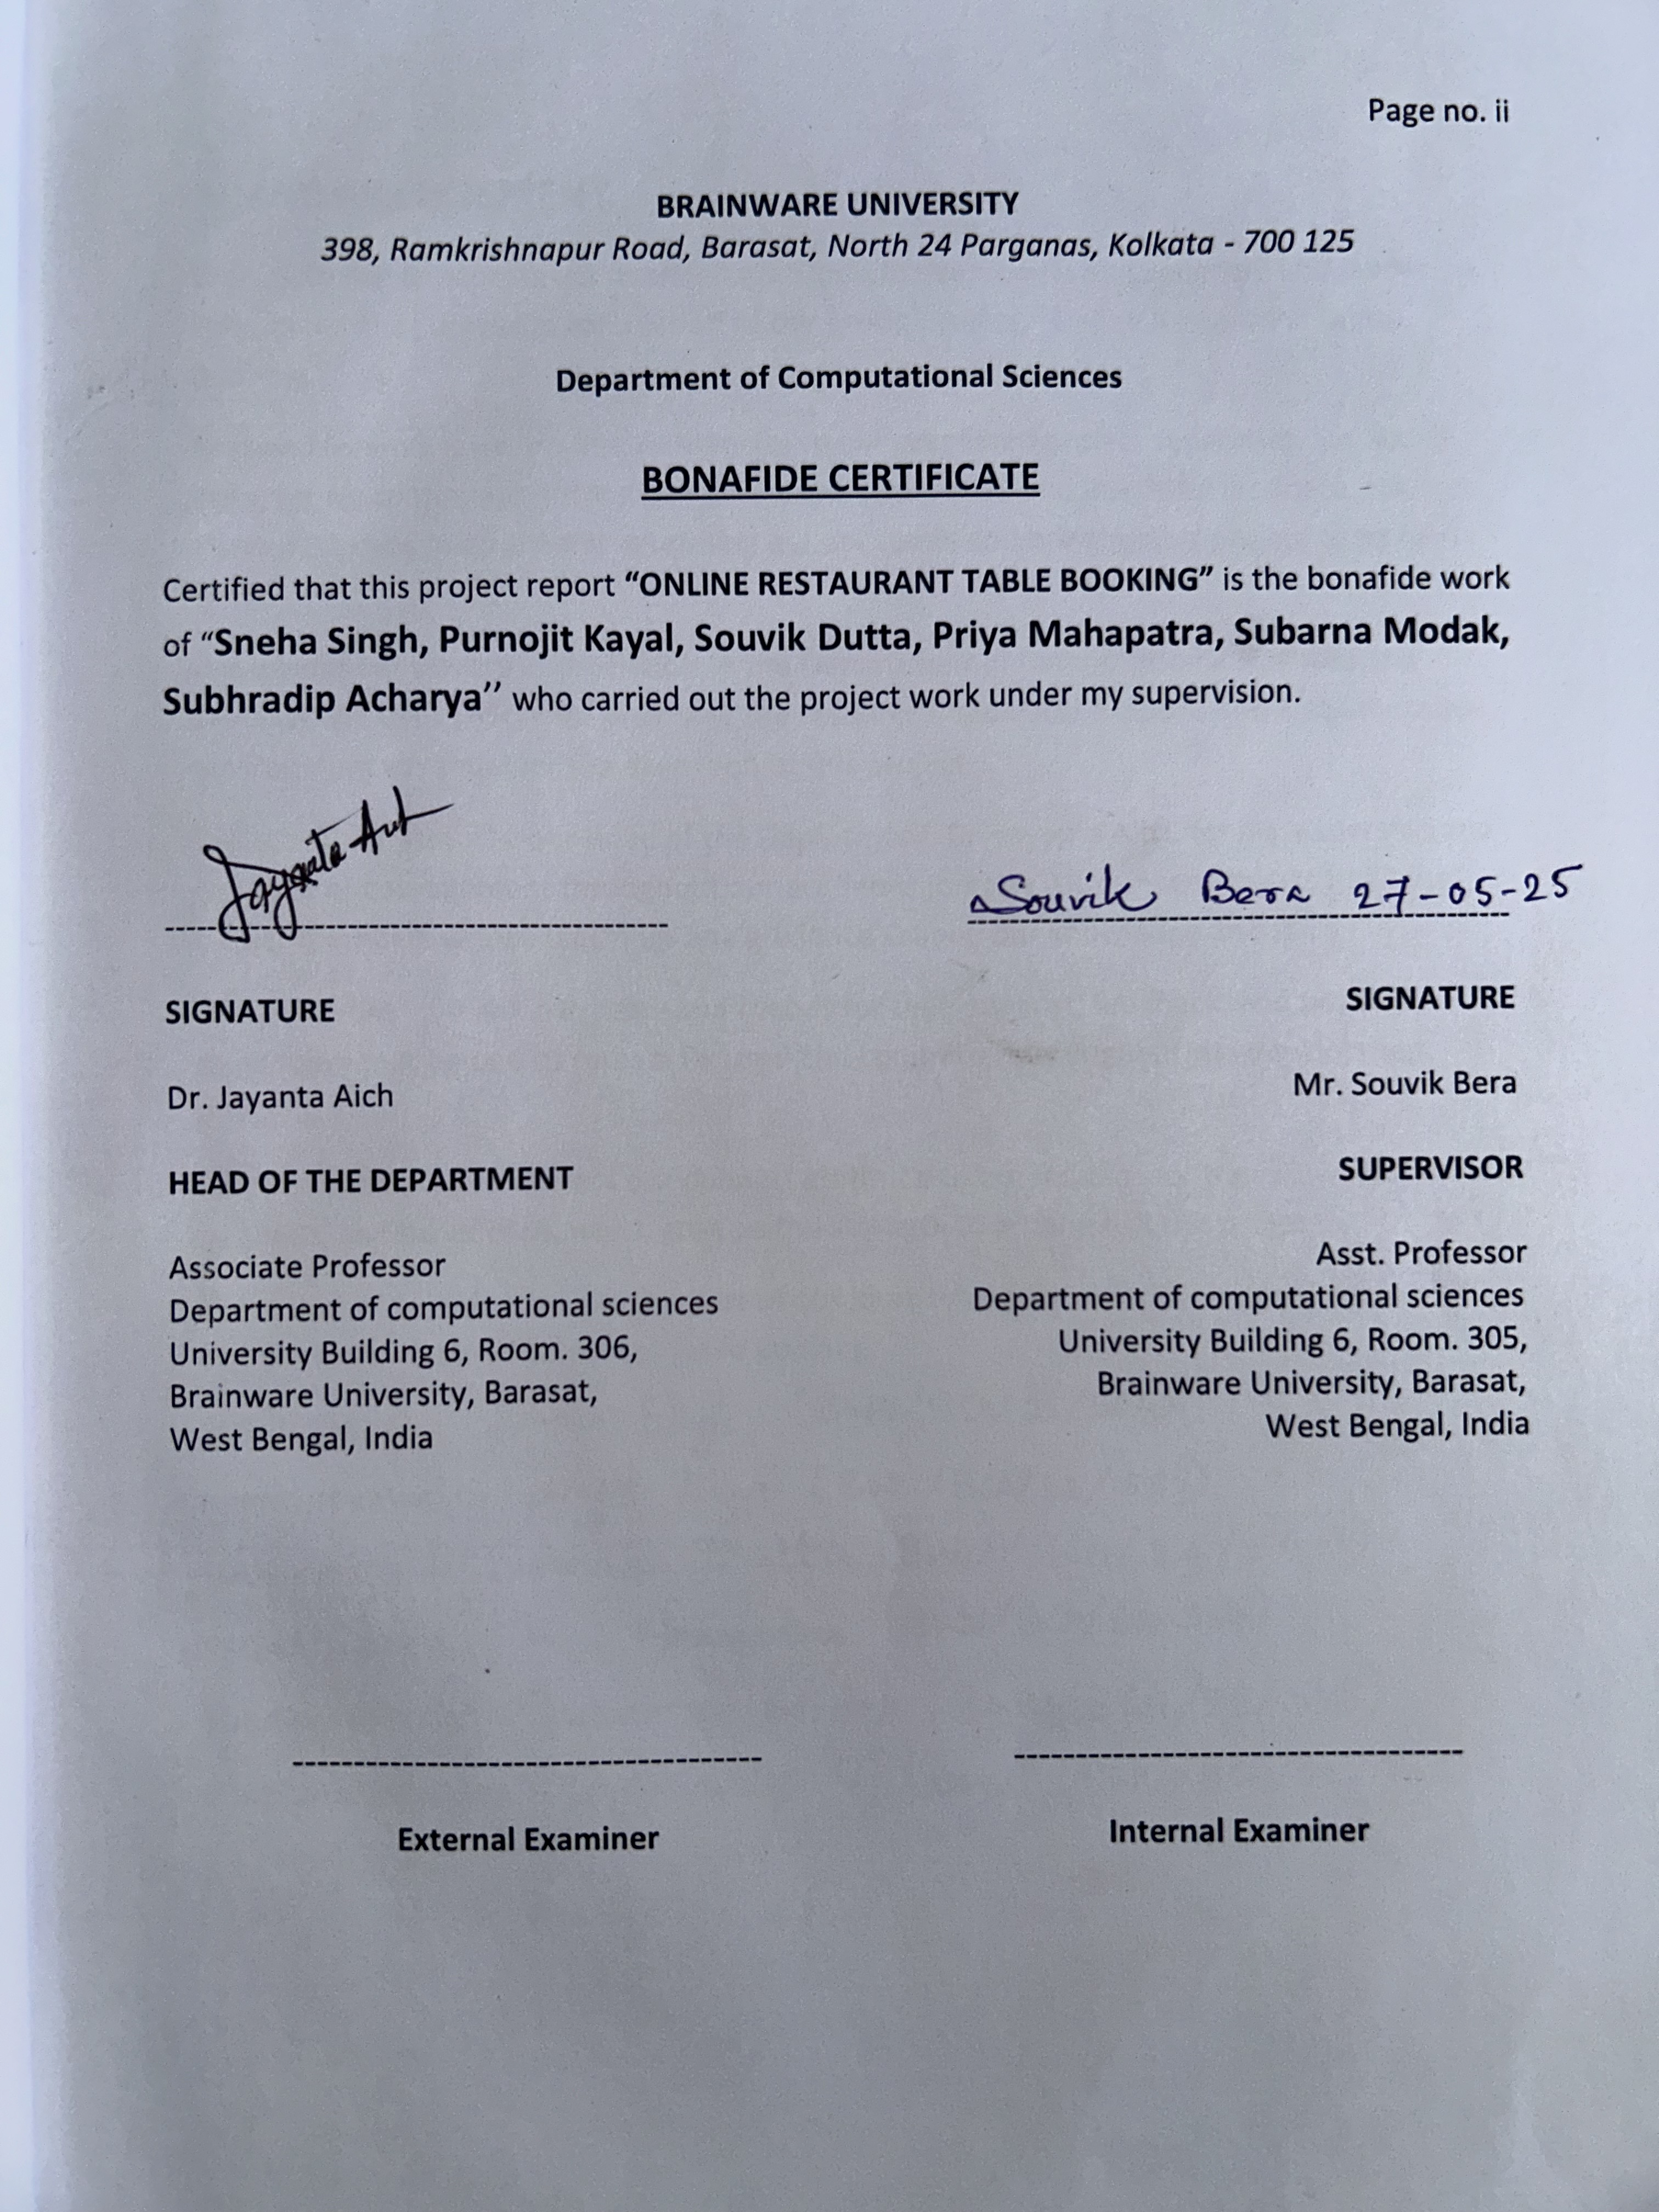 Page no. ii
BRAINWARE UNIVERSITY
398, Ramkrishnapur Road, Barasat, North 24 Parganas, Kolkata - 700 125
Department of Computational Sciences
BONAFIDE CERTIFICATE
Certified that this project report “ONLINE RESTAURANT TABLE BOOKING” is the bonafide work
of “Sneha Singh, Purnojit Kayal, Souvik Dutta, Priya Mahapatra, Subarna Modak,
Subhradip Acharya’’ who carried out the project work under my supervision.
Jayanta Aich
Souvik Bera 27-05-25
SIGNATURE
SIGNATURE
Dr. Jayanta Aich
Mr. Souvik Bera
HEAD OF THE DEPARTMENT
SUPERVISOR
Associate Professor
Department of computational sciences
University Building 6, Room. 306,
Brainware University, Barasat,
West Bengal, India
Asst. Professor
Department of computational sciences
University Building 6, Room. 305,
Brainware University, Barasat,
West Bengal, India
External Examiner
Internal Examiner